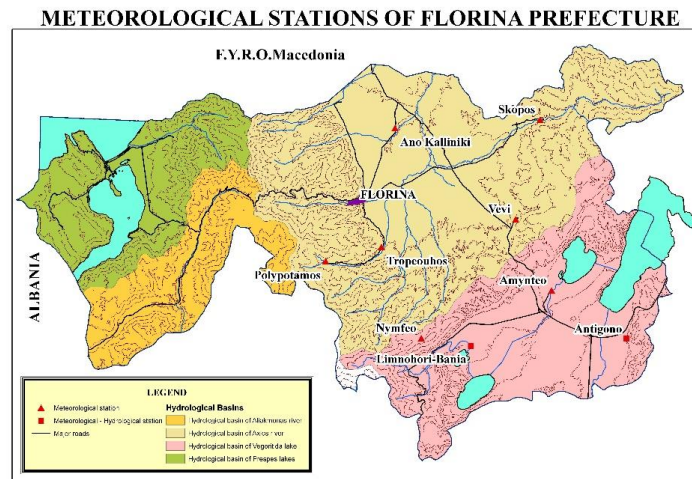 METEOROLOGICAL STATIONS OF FLORINA PREFECTURE
F.Y.R.O.Macedonia
Skopos
Ano Kalliniki
FLORINA
Vevi
Tropeouhos
Polypotamos
ALBANIA
Amynteo
Nymfeo
Antigono
Limnohori-Bania
LEGEND
Meteorological station
Meteorological - Hydrological station
Major roads
Hydrological Basins
Hydrological basin of Aliakmonas river
Hydrological basin of Axios river
Hydrological basin of Vegoritida lake
Hydrological basin of Prespes lakes